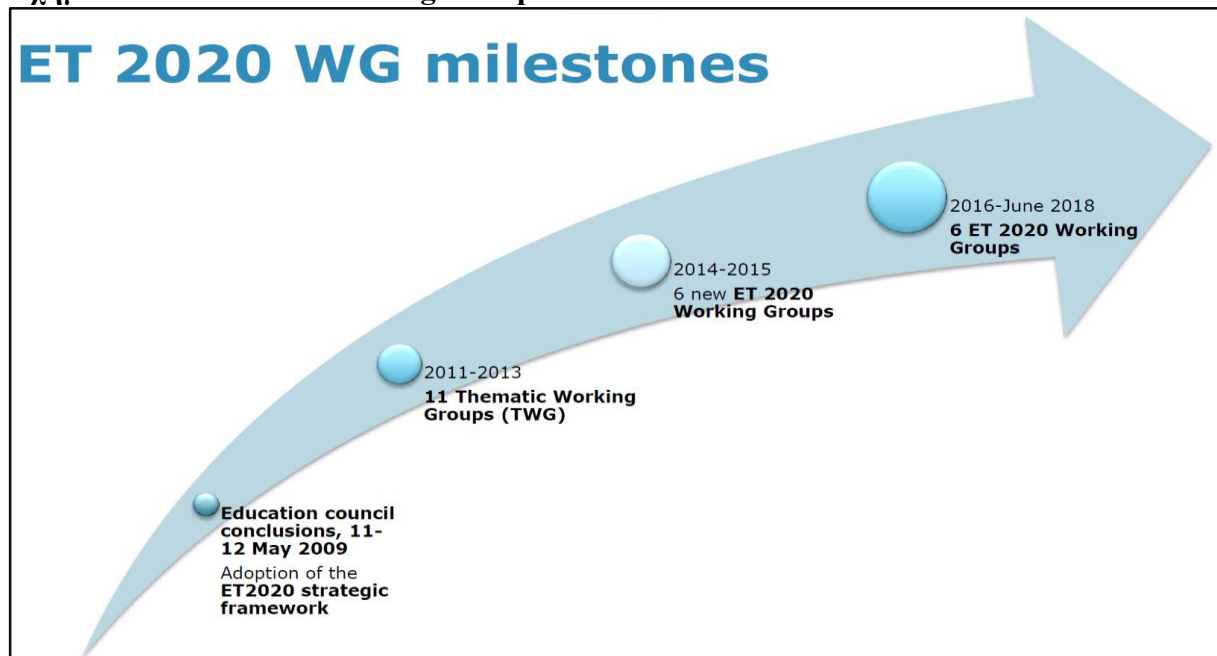 ET 2020 WG milestones
2016-June 2018
6 ET 2020 Working
Groups
2014-2015
6 new ET 2020
Working Groups
2011-2013
11 Thematic Working
Groups (TWG)
Education council
conclusions, 11-
12 May 2009
Adoption of the
ET2020 strategic
framework